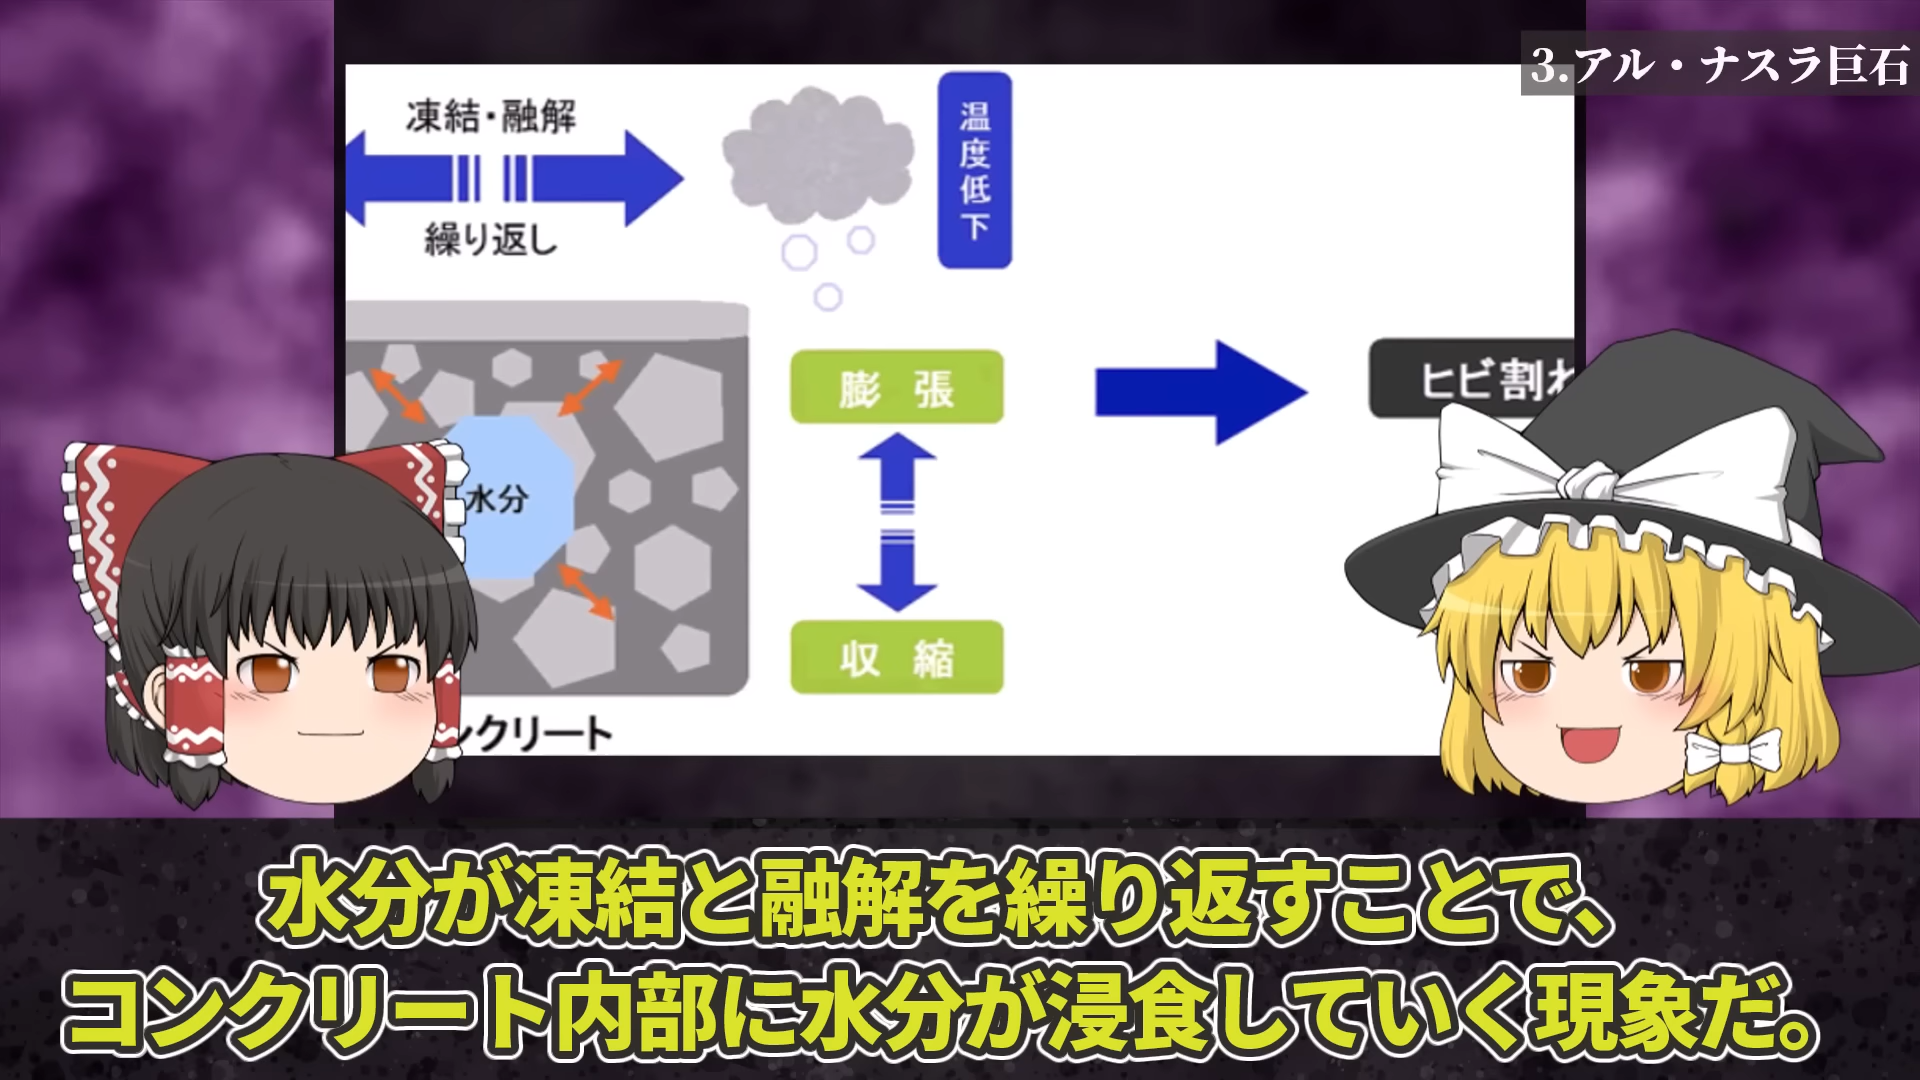 3.アル・ナスラ巨石
凍結・融解
繰り返し
温度低下
膨 張
収 縮
ヒビ割れ
水分
ンクリート
水分が凍結と融解を繰り返すことで、
コンクリート内部に水分が浸食していく現象だ。